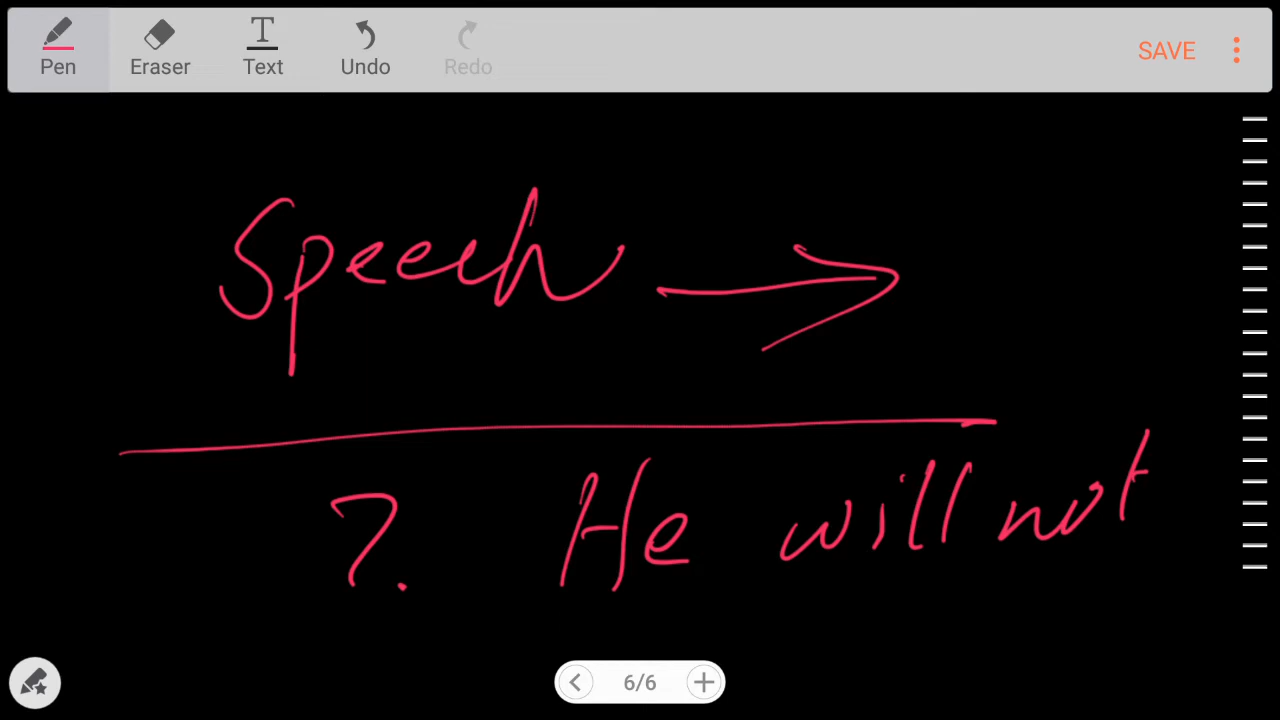 Pen Eraser Text Undo Redo SAVE
Speech →
7. He will not
6/6